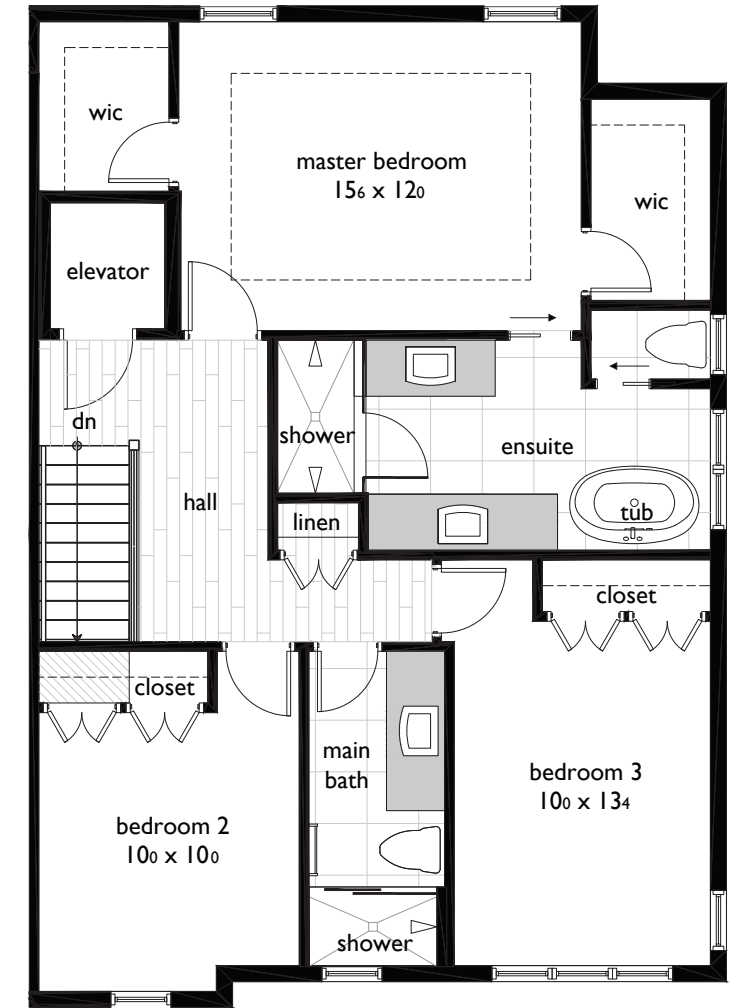 wic
master bedroom
15₆ x 12₀
wic
elevator
dn
shower
ensuite
hall
linen
tub
closet
closet
main
bath
bedroom 3
10₀ x 13₄
bedroom 2
10₀ x 10₀
shower